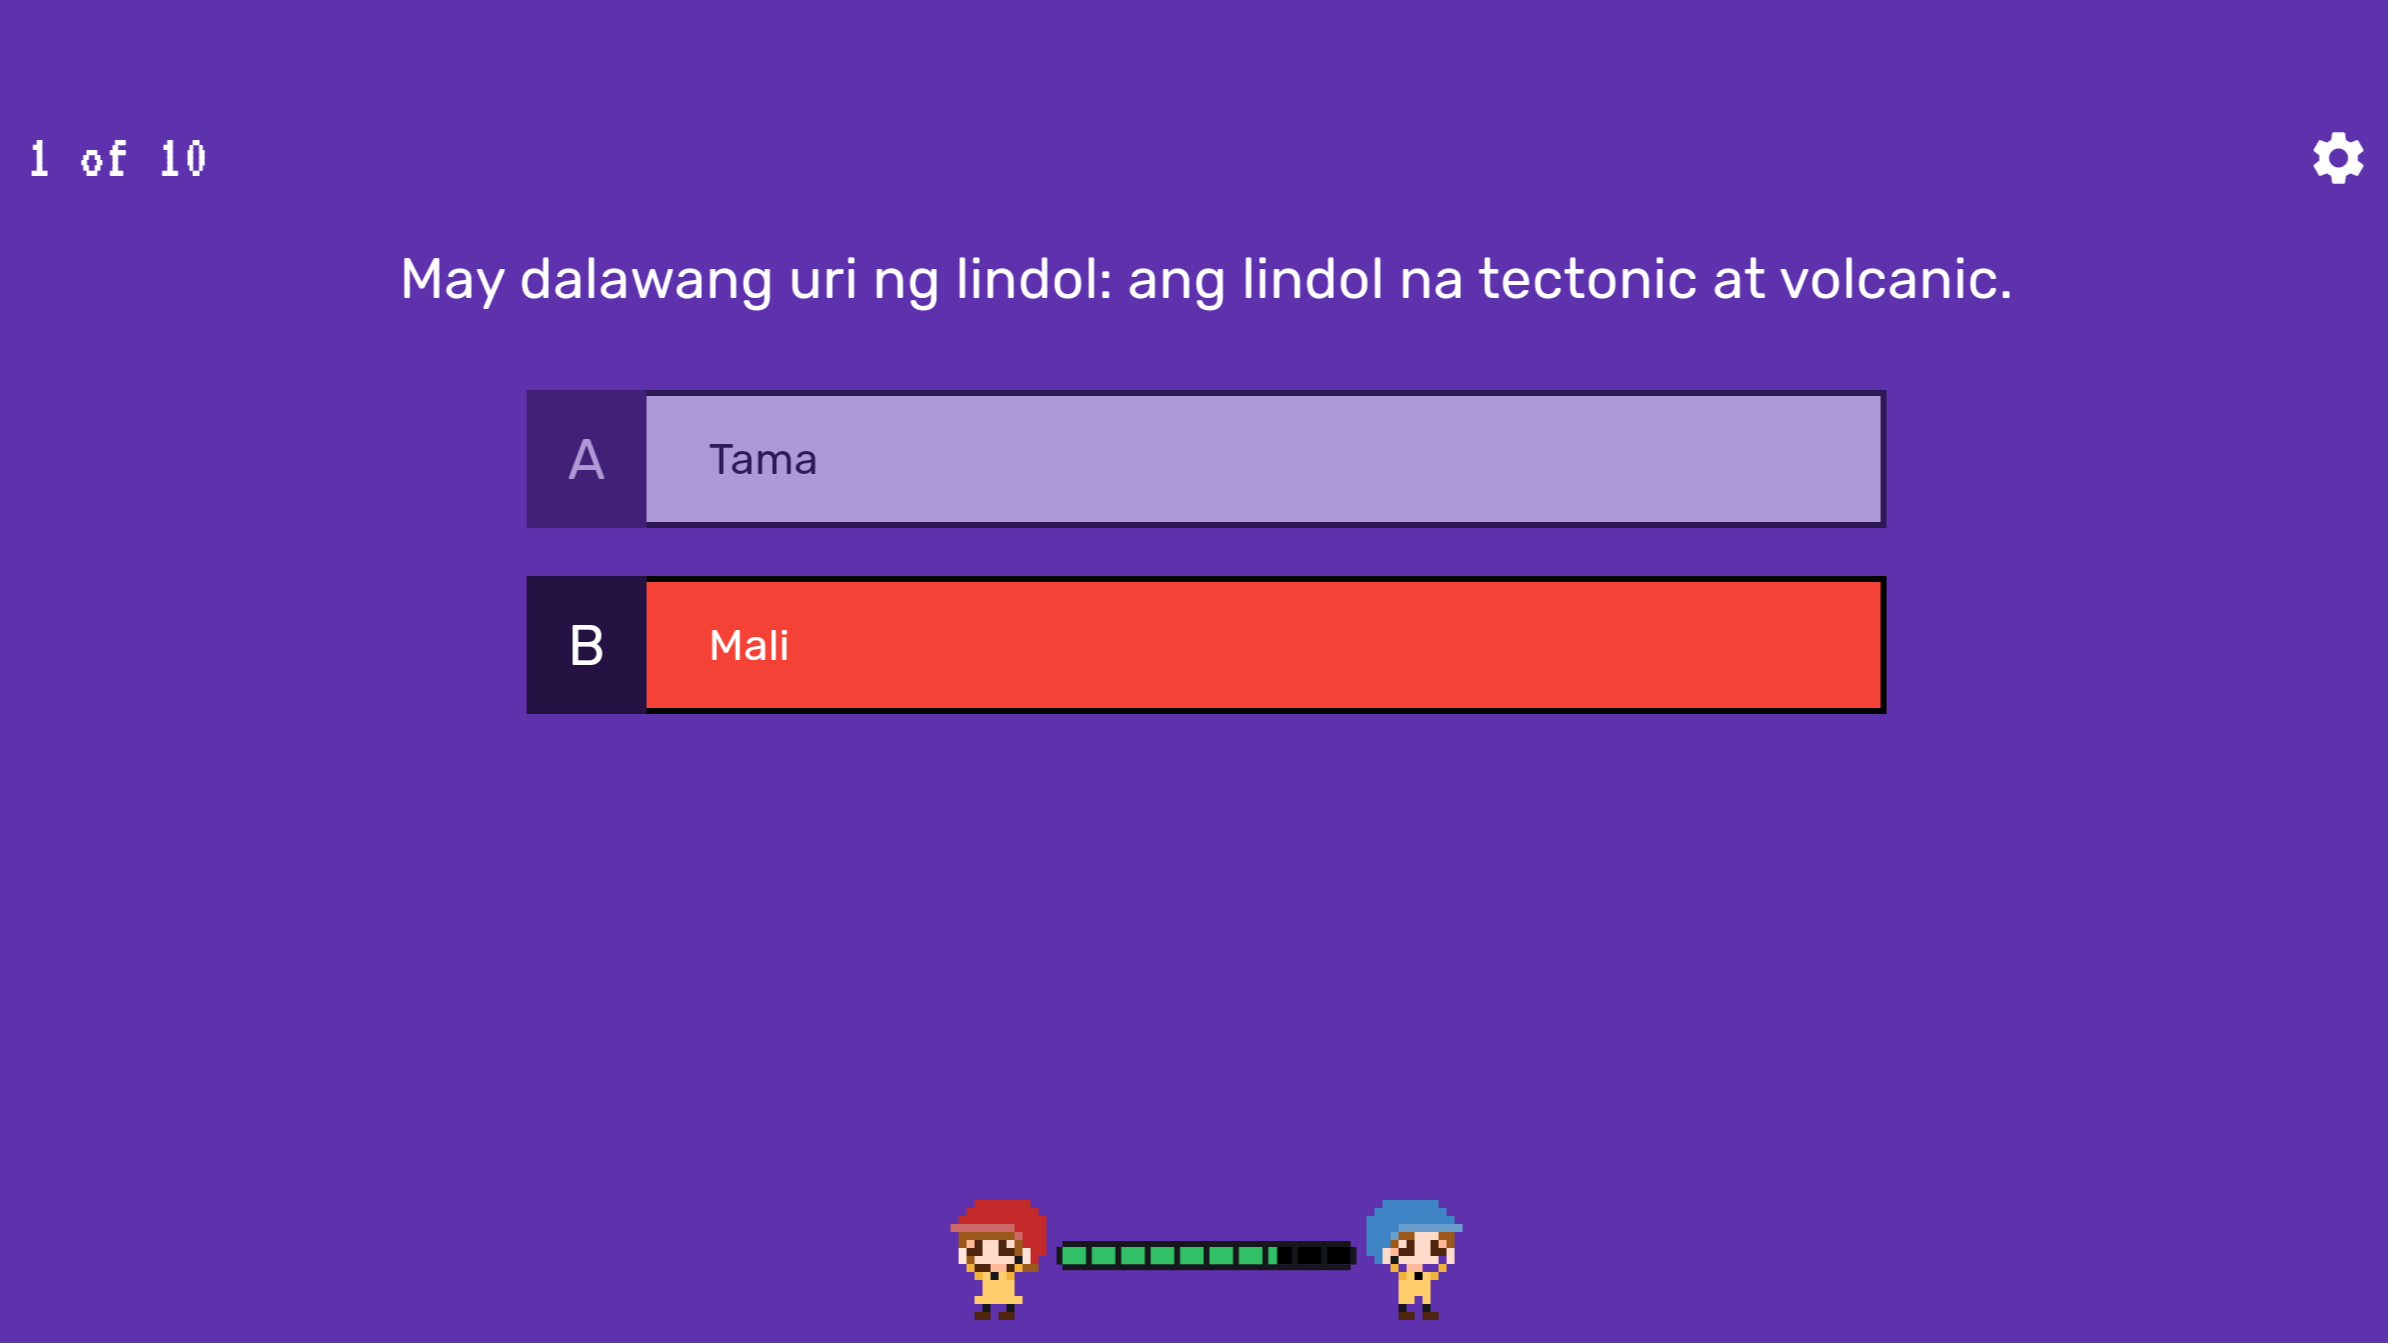 1 of 10
May dalawang uri ng lindol: ang lindol na tectonic at volcanic.
A
Tama
B
Mali